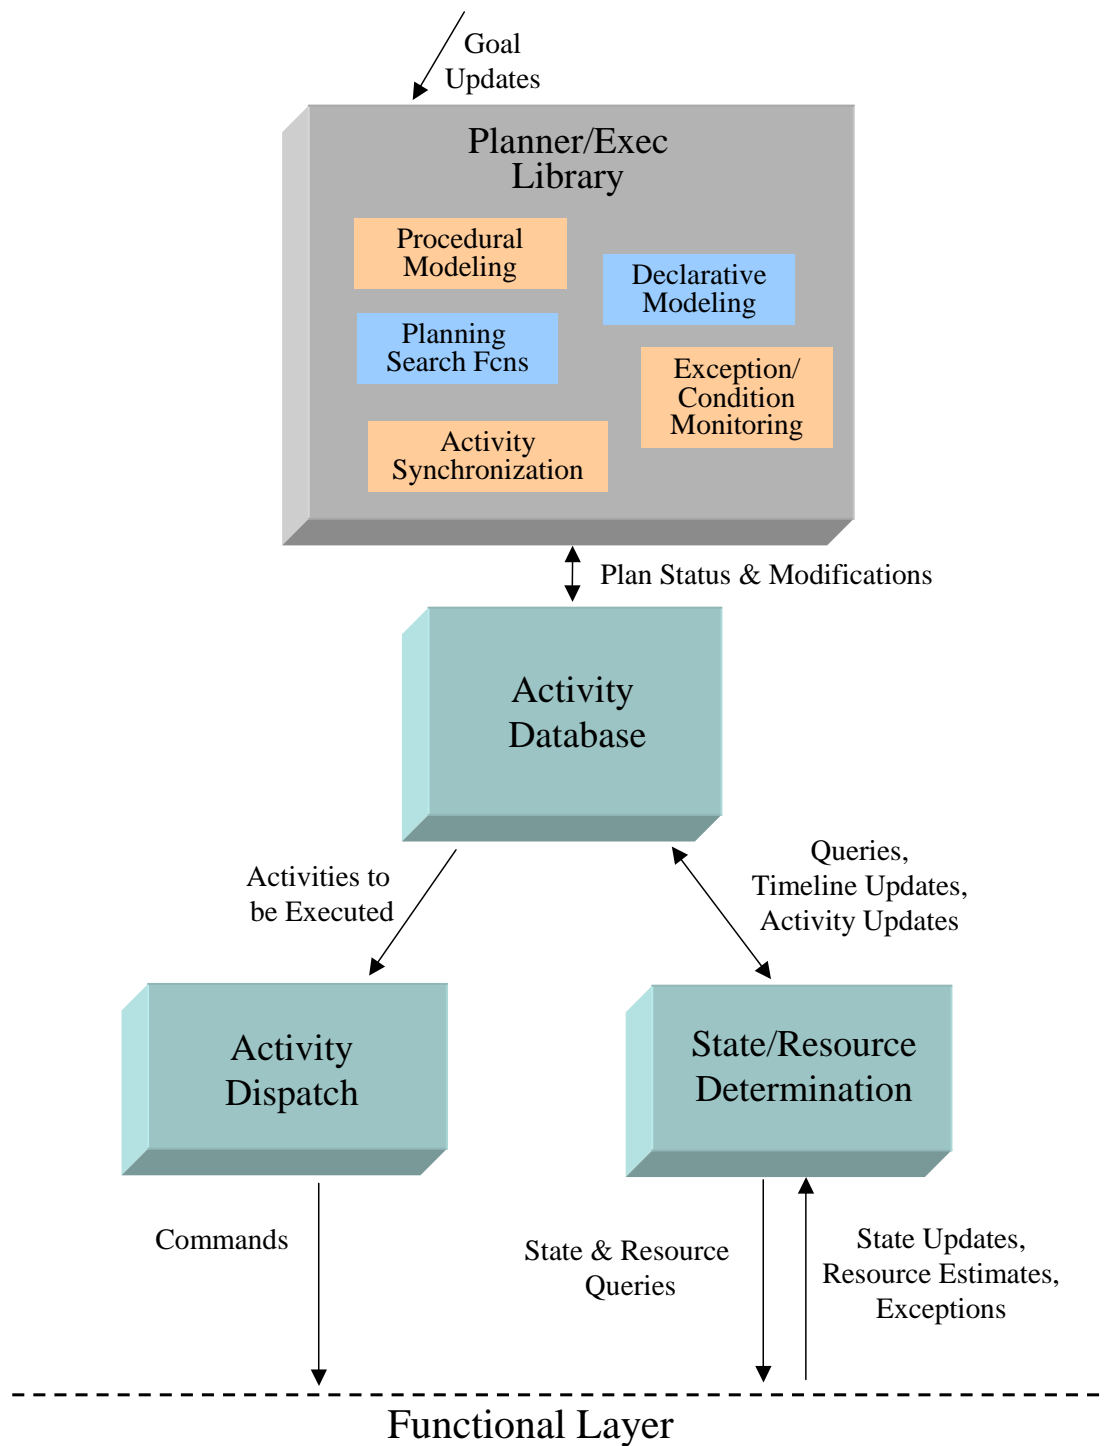 Goal
Updates
Planner/Exec
Library
Procedural
Modeling
Declarative
Modeling
Planning
Search Fcns
Exception/
Condition
Monitoring
Activity
Synchronization
Plan Status & Modifications
Activity
Database
Activities to
be Executed
Queries,
Timeline Updates,
Activity Updates
Activity
Dispatch
State/Resource
Determination
Commands
State & Resource
Queries
State Updates,
Resource Estimates,
Exceptions
Functional Layer